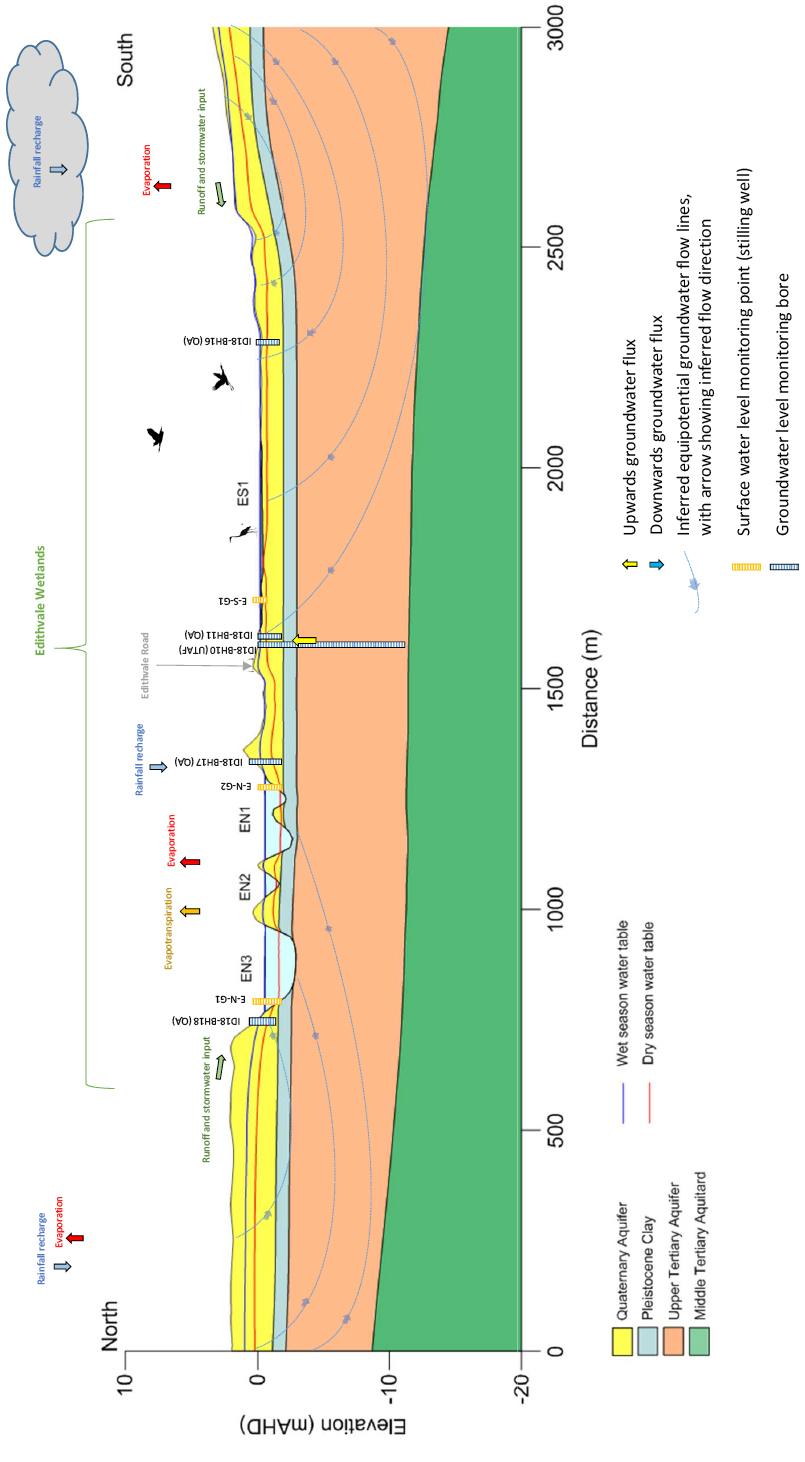 Rainfall recharge
Evaporation
Edithvale Wetlands
Rainfall recharge
North
South
Runoff and stormwater input
Evapotranspiration
Evaporation
Rainfall recharge
Edithvale Road
Evaporation
Runoff and stormwater input
EN3
EN2
EN1
ES1
ID18-BH18 (QA)
E-N-G1
E-N-G2
ID18-BH17 (QA)
ID18-BH10 (UTAF)
ID18-BH11 (QA)
E-S-G1
ID18-BH16 (QA)
Elevation (mAHD)
10
0
-10
-20
0
500
1000
1500
2000
2500
3000
Distance (m)
Quaternary Aquifer
Pleistocene Clay
Upper Tertiary Aquifer
Middle Tertiary Aquitard
Wet season water table
Dry season water table
Upwards groundwater flux
Downwards groundwater flux
Inferred equipotential groundwater flow lines,
with arrow showing inferred flow direction
Surface water level monitoring point (stilling well)
Groundwater level monitoring bore